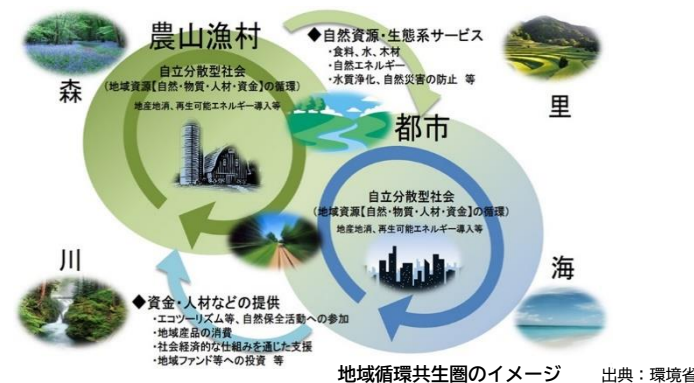 農山漁村
自立分散型社会
(地域資源【自然・物質・人材・資金】の循環)
地産地消、再生可能エネルギー導入等
◆自然資源・生態系サービス
・食料、水、木材
・自然エネルギー
・水質浄化、自然災害の防止 等
森
里
都市
自立分散型社会
(地域資源【自然・物質・人材・資金】の循環)
地産地消、再生可能エネルギー導入等
川
海
◆資金・人材などの提供
・エコツーリズム等、自然保全活動への参加
・地域産品の消費
・社会経済的な仕組みを通じた支援
・地域ファンド等への投資 等
地域循環共生圏のイメージ 出典：環境省